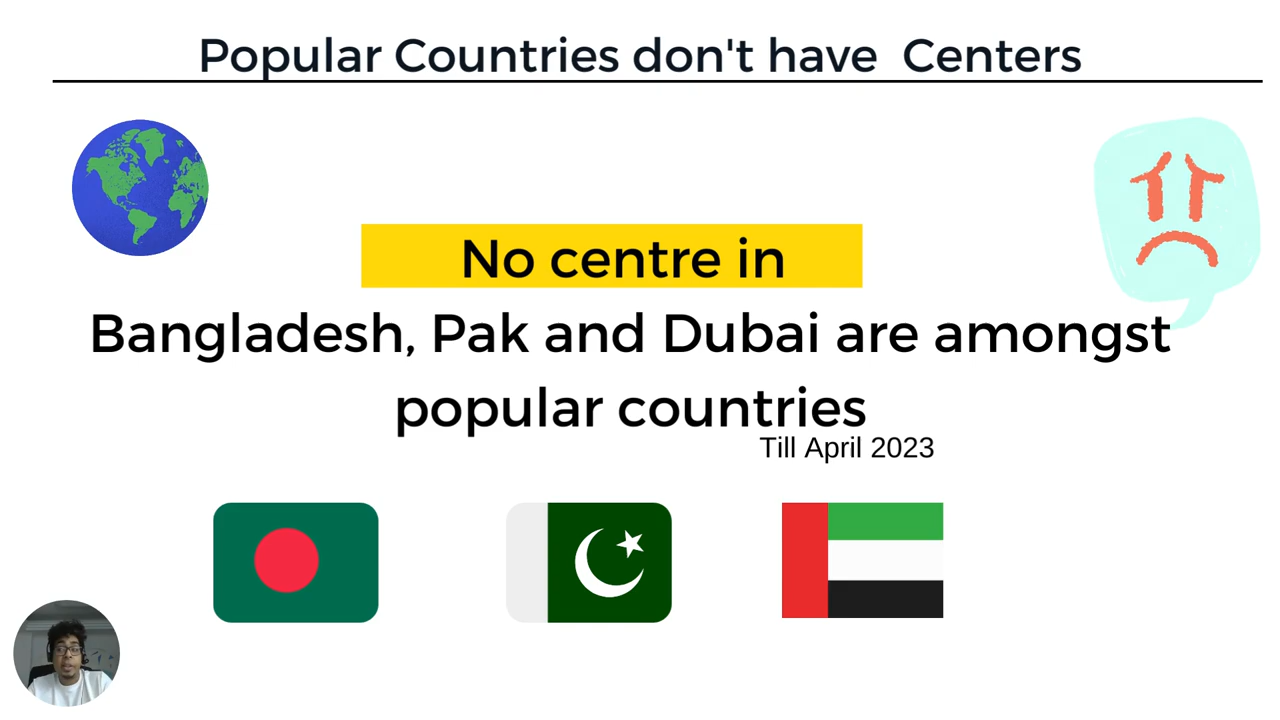 Popular Countries don't have Centers
No centre in
Bangladesh, Pak and Dubai are amongst
popular countries
Till April 2023